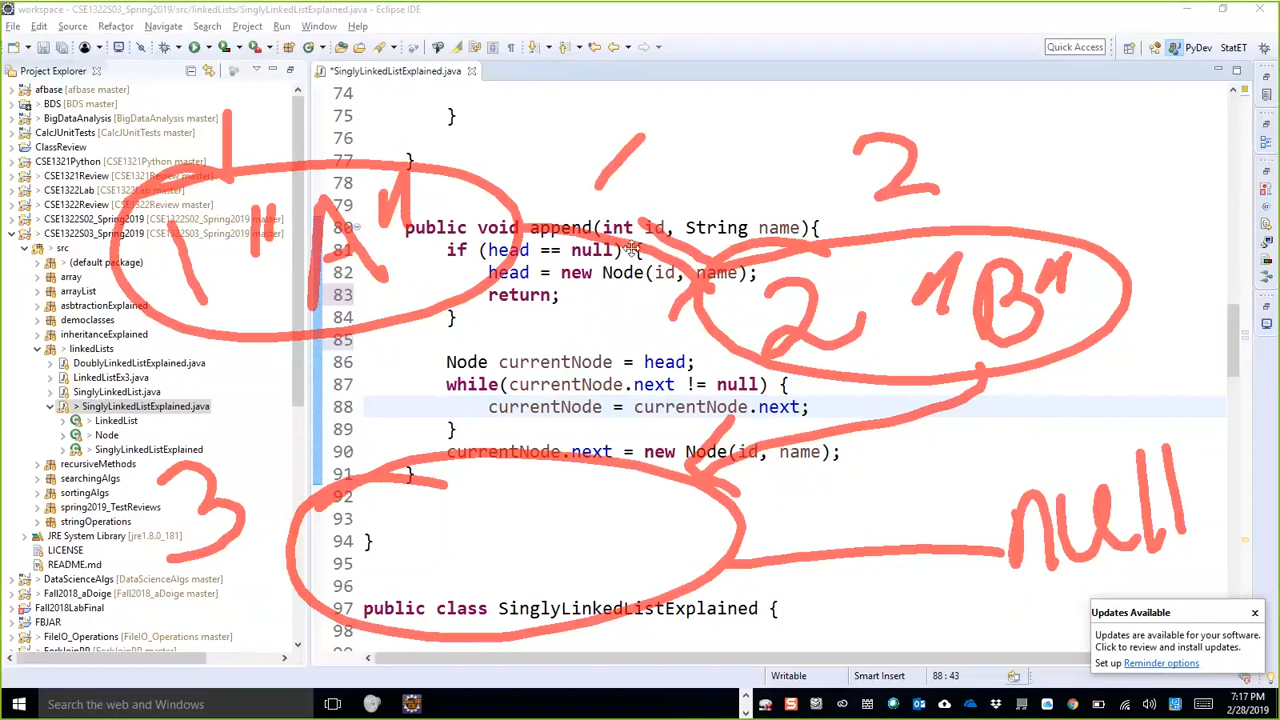 workspace - CSE1322S03_Spring2019/src/linkedLists/SinglyLinkedListExplained.java - Eclipse IDE
File Edit Source Refactor Navigate Search Project Run Window Help
Quick Access
PyDev
StatET
Project Explorer
*SinglyLinkedListExplained.java
afbase [afbase master]
BDS [BDS master]
BigDataAnalysis [BigDataAnalysis master]
CalcJUnitTests [CalcJUnitTests master]
ClassReview
CSE1321Python [CSE1321Python master]
CSE1321Review [CSE1321Review master]
CSE1322Lab [CSE1322Lab master]
CSE1322Review [CSE1322Review master]
CSE1322S02_Spring2019 [CSE1322S02_Spring2019 master]
CSE1322S03_Spring2019 [CSE1322S03_Spring2019 master]
src
(default package)
array
arrayList
asbtractionExplained
democlasses
inheritanceExplained
linkedLists
DoublyLinkedListExplained.java
LinkedListEx3.java
SinglyLinkedList.java
> SinglyLinkedListExplained.java
LinkedList
Node
SinglyLinkedListExplained
recursiveMethods
searchingAlgs
sortingAlgs
spring2019_TestReviews
stringOperations
JRE System Library [jre1.8.0_181]
LICENSE
README.md
DataScienceAlgs [DataScienceAlgs master]
Fall2018_aDoige [Fall2018_aDoige master]
Fall2018LabFinal
FBJAR
FileIO_Operations [FileIO_Operations master]
74
75 }
76
77 }
78
79
80 public void append(int id, String name){
81 if (head == null) {
82 head = new Node(id, name);
83 return;
84 }
85
86 Node currentNode = head;
87 while(currentNode.next != null) {
88 currentNode = currentNode.next;
89 }
90 currentNode.next = new Node(id, name);
91 }
92
93
94 }
95
96
97 public class SinglyLinkedListExplained {
98
1
1 "A"
2
2 "B"
3
null
Updates Available
Updates are available for your software.
Click to review and install updates.
Set up Reminder options
Writable
Smart Insert
88 : 43
Search the web and Windows
7:17 PM
2/28/2019